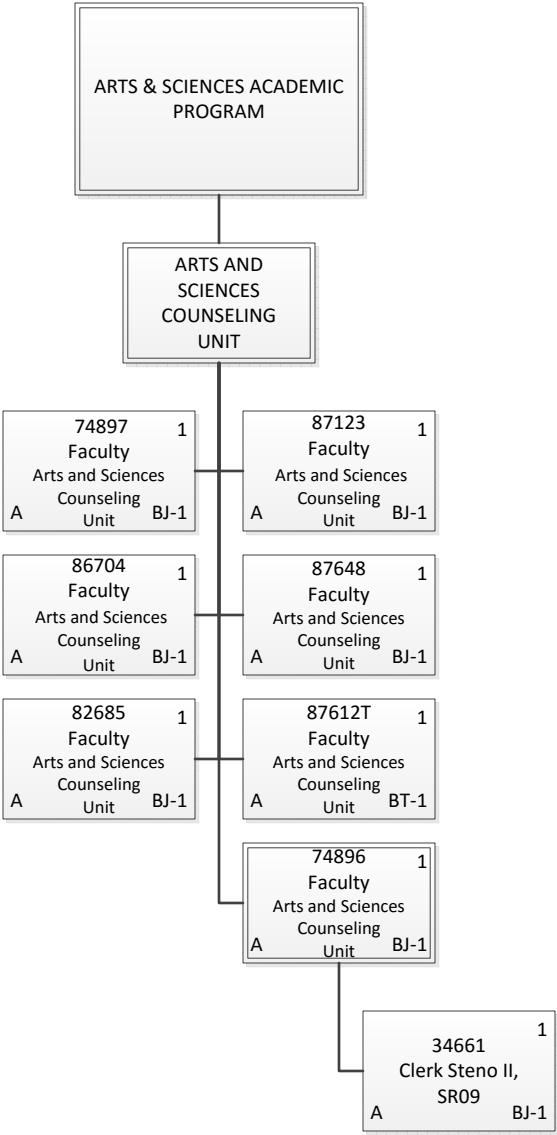 ARTS & SCIENCES ACADEMIC
PROGRAM
ARTS AND
SCIENCES
COUNSELING
UNIT
74897 1
Faculty
Arts and Sciences
Counseling
A Unit BJ-1
87123 1
Faculty
Arts and Sciences
Counseling
A Unit BJ-1
86704 1
Faculty
Arts and Sciences
Counseling
A Unit BJ-1
87648 1
Faculty
Arts and Sciences
Counseling
A Unit BJ-1
82685 1
Faculty
Arts and Sciences
Counseling
A Unit BJ-1
87612T 1
Faculty
Arts and Sciences
Counseling
A Unit BT-1
74896 1
Faculty
Arts and Sciences
Counseling
A Unit BJ-1
1
34661
Clerk Steno II,
SR09
A BJ-1